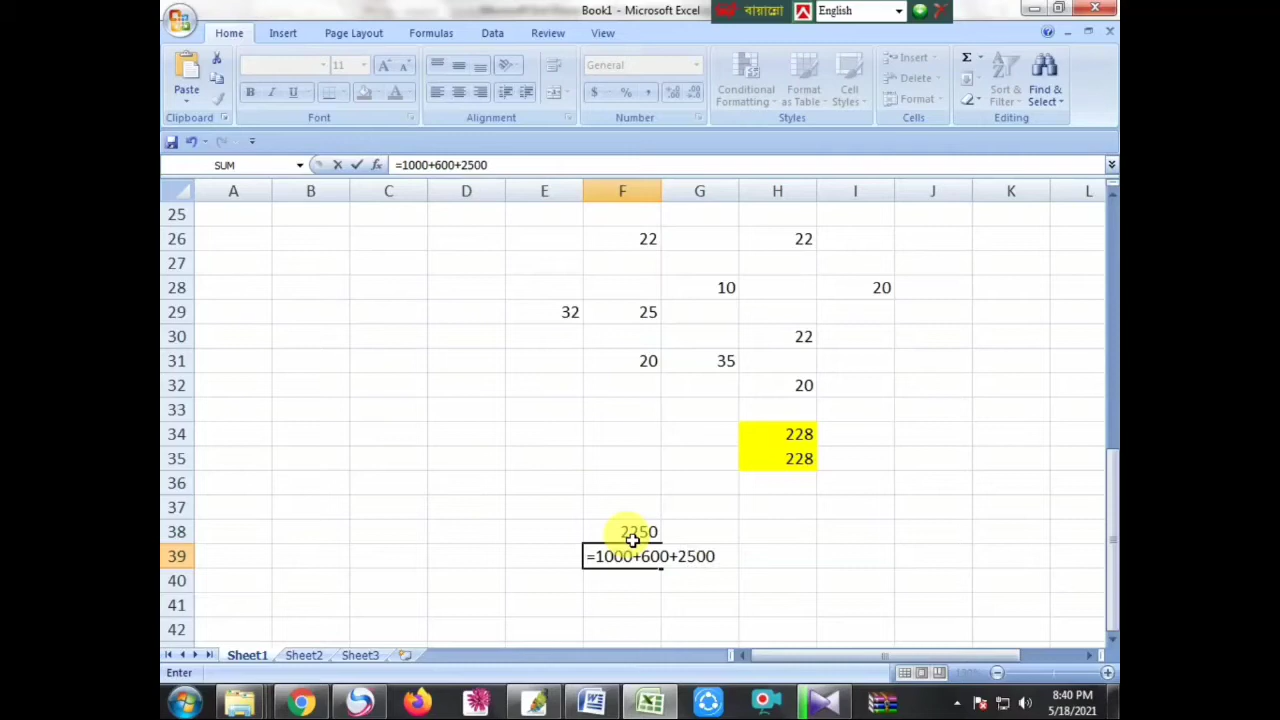 Book1 - Microsoft Excel
বায়ান্নো
English
Home Insert Page Layout Formulas Data Review View
11
General
Insert
Delete
Format
Paste
B I U
$ % ,
Conditional Formatting
Format as Table
Cell Styles
Sort & Filter
Find & Select
Clipboard Font Alignment Number Styles Cells Editing
SUM
=1000+600+2500
A B C D E F G H I J K L
25
26 22 22
27
28 10 20
29 32 25
30 22
31 20 35
32 20
33
34 228
35 228
36
37
38 2250
39 =1000+600+2500
40
41
42
Sheet1 Sheet2 Sheet3
Enter
8:40 PM
5/18/2021